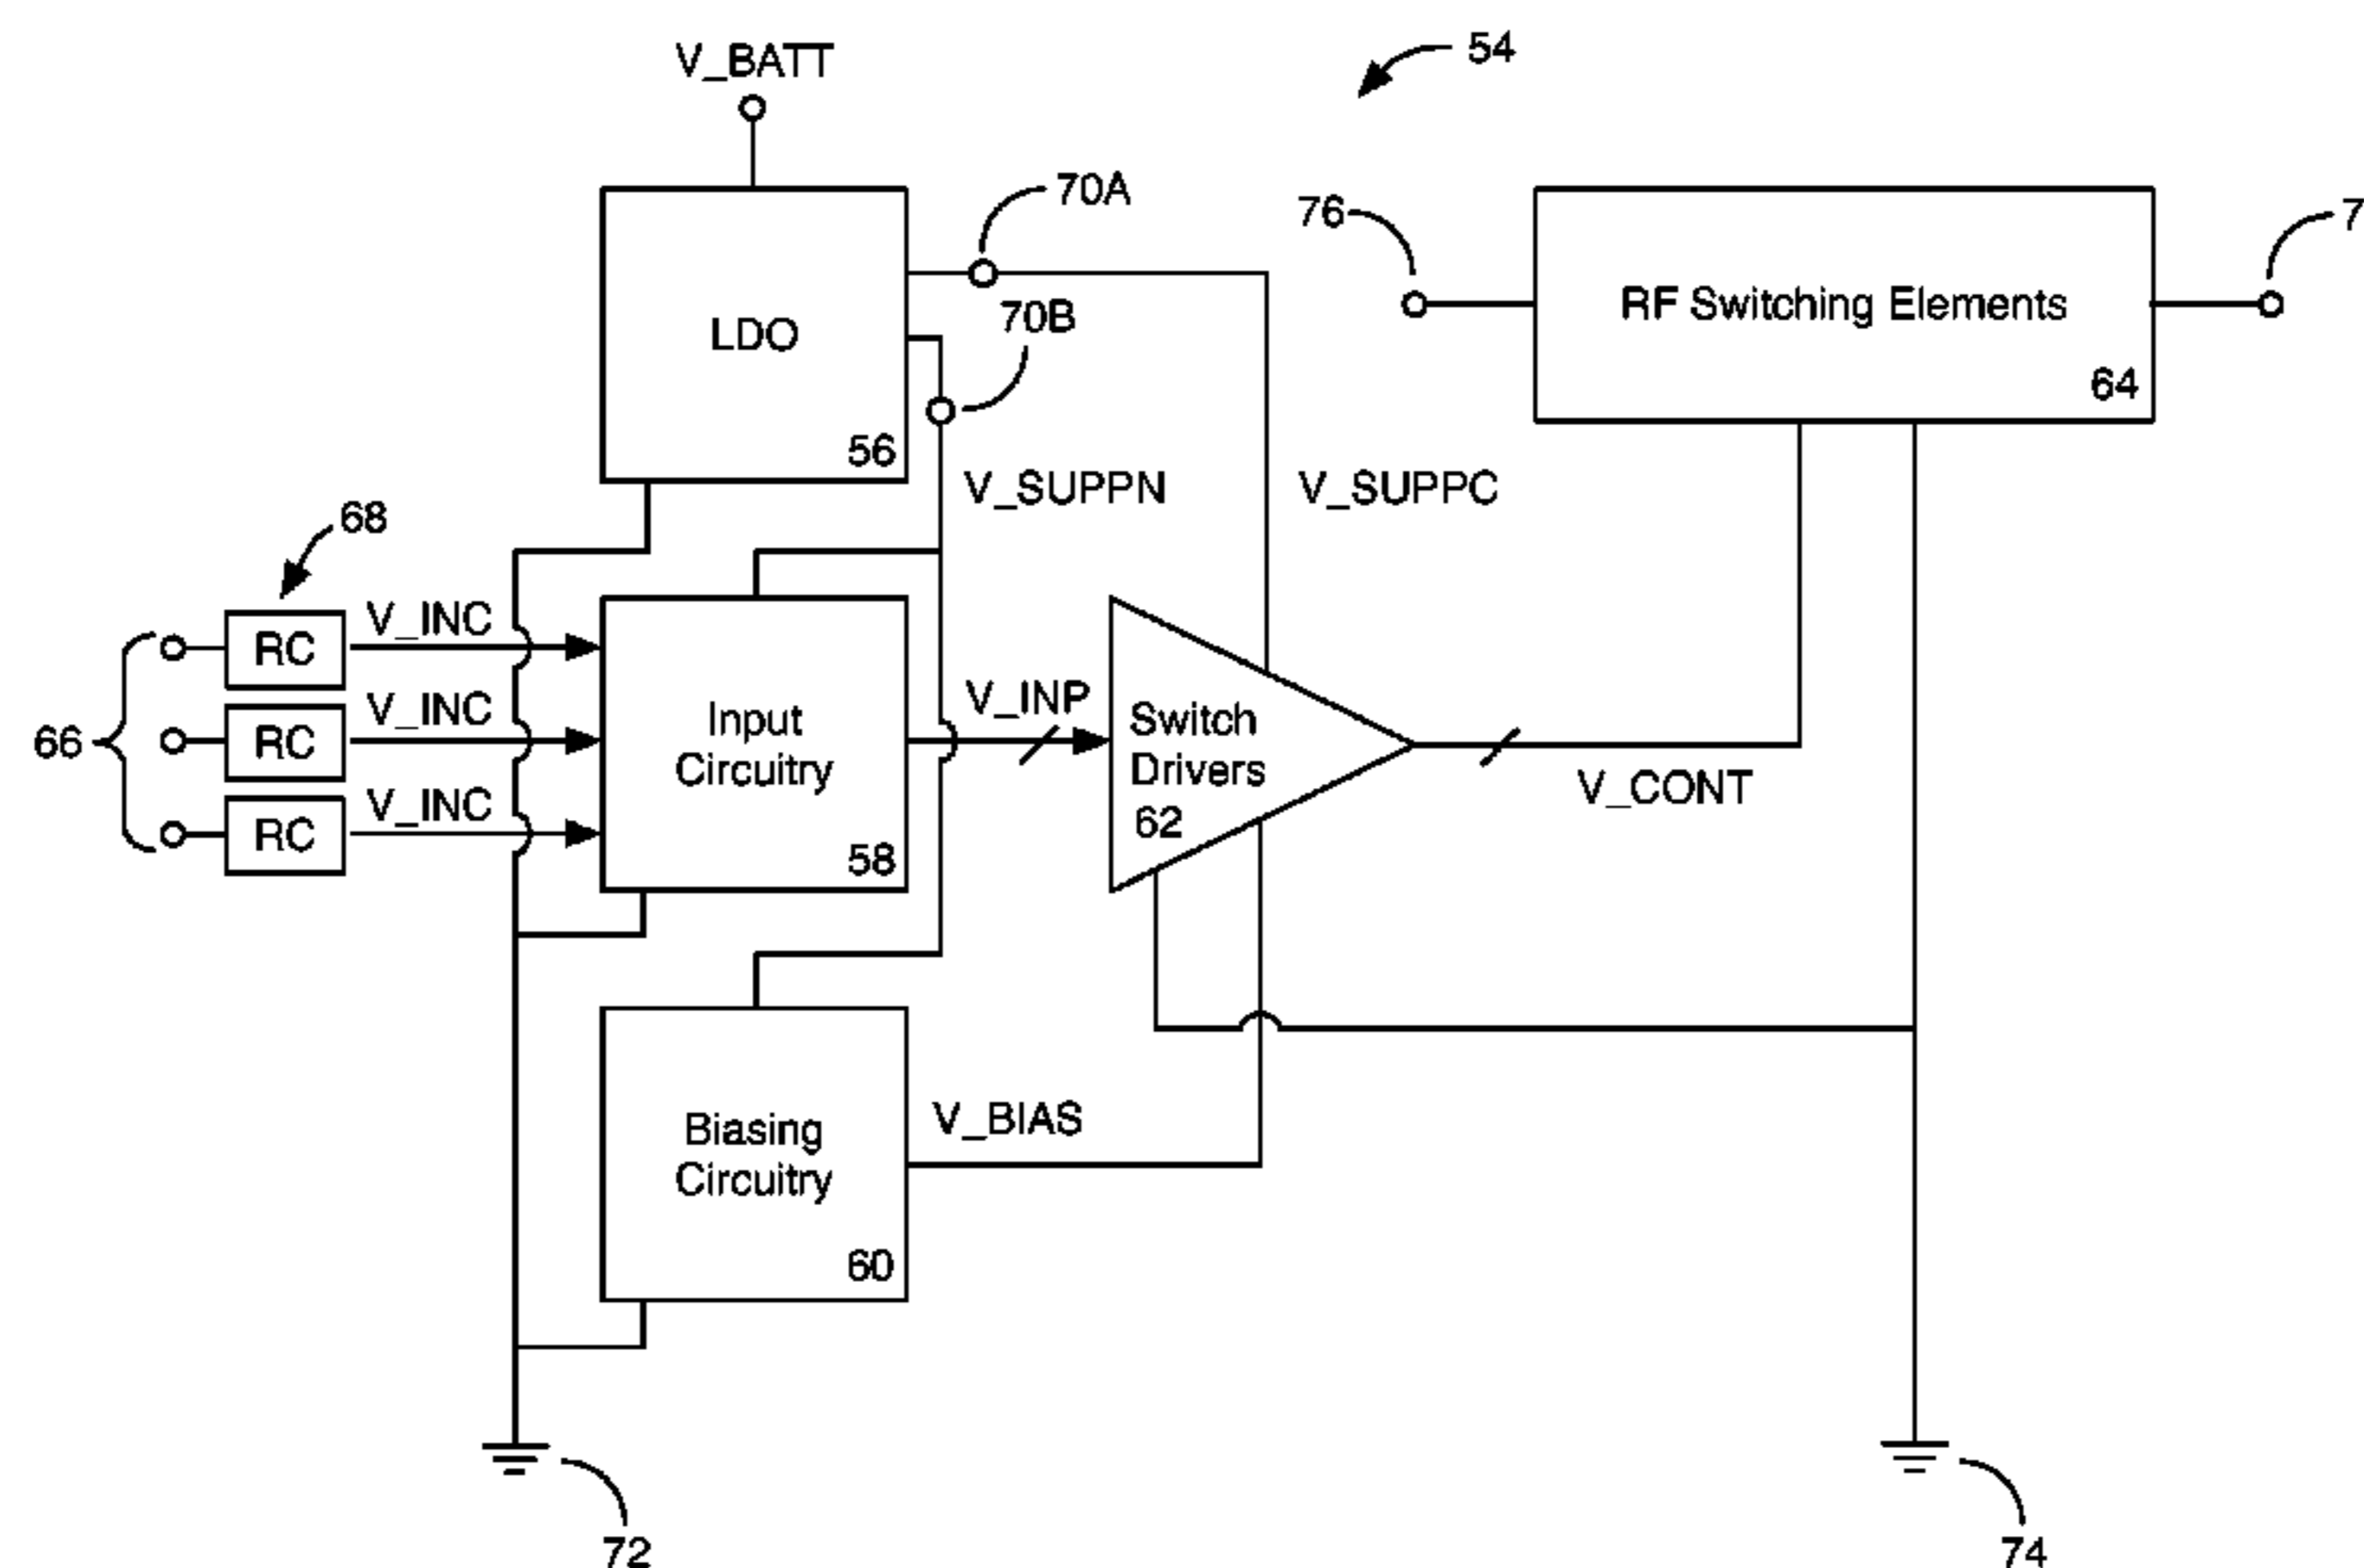 V_BATT
54
70A
76
7
LDO
70B
RF Switching Elements
64
56
V_SUPPN
V_SUPPC
68
RC
V_INC
66
RC
V_INC
RC
V_INC
Input
Circuitry
58
V_INP
Switch
Drivers
62
V_CONT
Biasing
Circuitry
60
V_BIAS
72
74